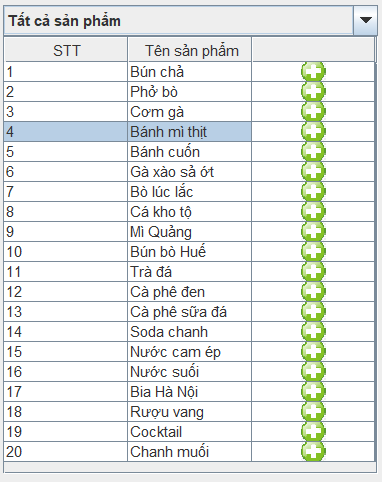 Tất cả sản phẩm
STT Tên sản phẩm
1 Bún chả
2 Phở bò
3 Cơm gà
4 Bánh mì thịt
5 Bánh cuốn
6 Gà xào sả ớt
7 Bò lúc lắc
8 Cá kho tộ
9 Mì Quảng
10 Bún bò Huế
11 Trà đá
12 Cà phê đen
13 Cà phê sữa đá
14 Soda chanh
15 Nước cam ép
16 Nước suối
17 Bia Hà Nội
18 Rượu vang
19 Cocktail
20 Chanh muối